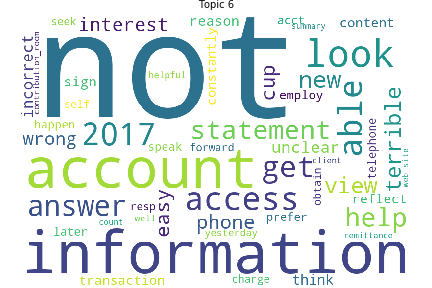 Topic 6
seek
interest
reason
acct
summary
content
incorrect
contribution_room
not
constantly
look
sign
helpful
cup
new
employ
self
able
happen
2017
statement
terrible
wrong
speak
forward
unclear
telephone
account
get
client
web site
answer
resp
easy
access
obtain
view
reflect
well
phone
prefer
help
count
yesterday
later
information
remittance
transaction
charge
think